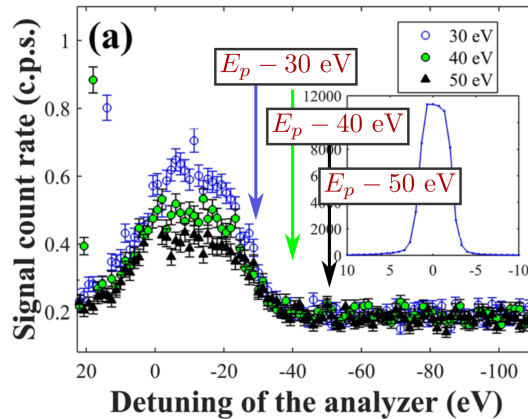 (a)
30 eV
40 eV
50 eV
E_p − 30 eV
E_p − 40 eV
E_p − 50 eV
12000
10000
8000
6000
4000
2000
0
10 5 0 -5 -10
1
0.8
0.6
0.4
0.2
20 0 -20 -40 -60 -80 -100
Signal count rate (c.p.s.)
Detuning of the analyzer (eV)